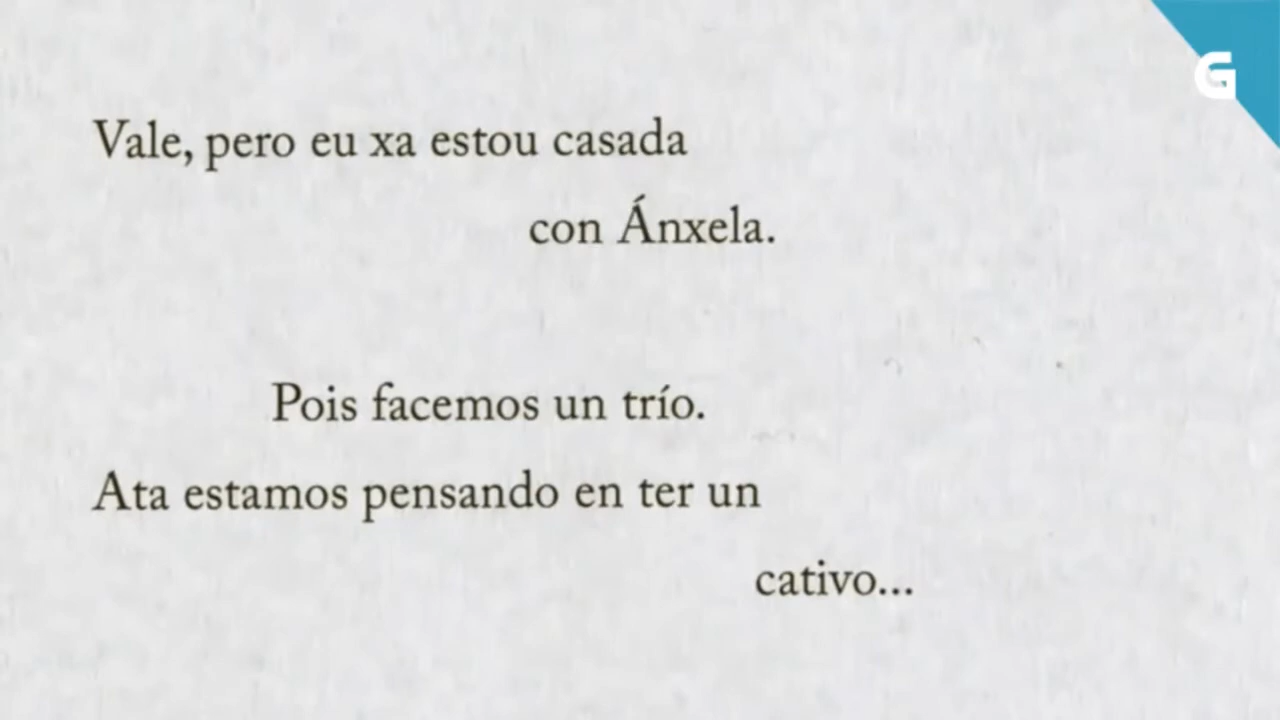 G
Vale, pero eu xa estou casada
con Ánxela.
Pois facemos un trío.
Ata estamos pensando en ter un
cativo...